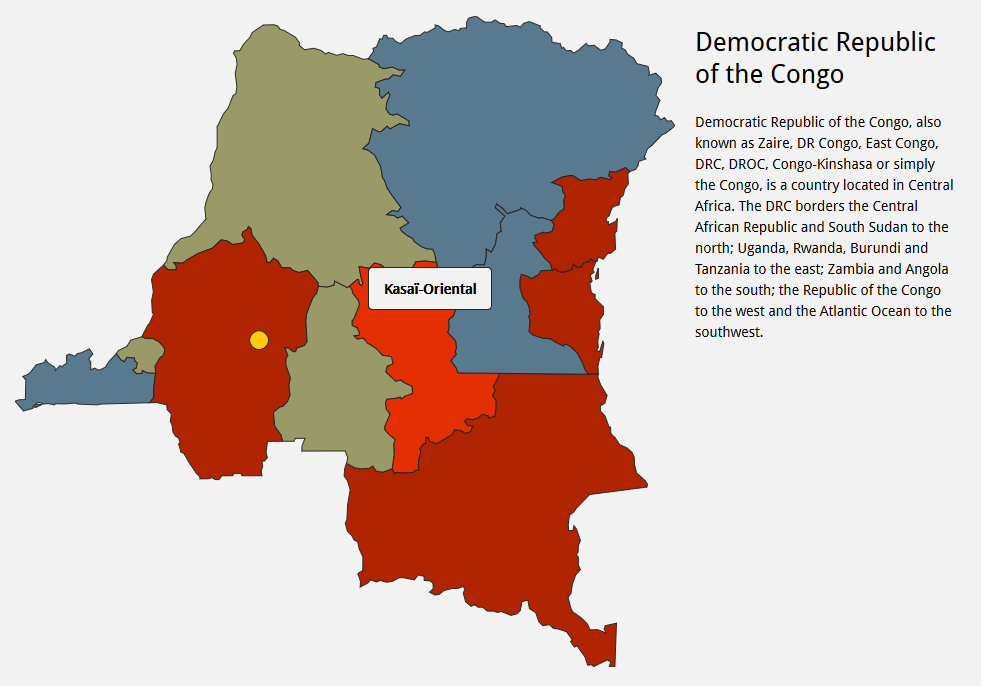 Democratic Republic
of the Congo
Democratic Republic of the Congo, also
known as Zaire, DR Congo, East Congo,
DRC, DROC, Congo-Kinshasa or simply
the Congo, is a country located in Central
Africa. The DRC borders the Central
African Republic and South Sudan to the
north; Uganda, Rwanda, Burundi and
Tanzania to the east; Zambia and Angola
to the south; the Republic of the Congo
to the west and the Atlantic Ocean to the
southwest.
Kasaï-Oriental